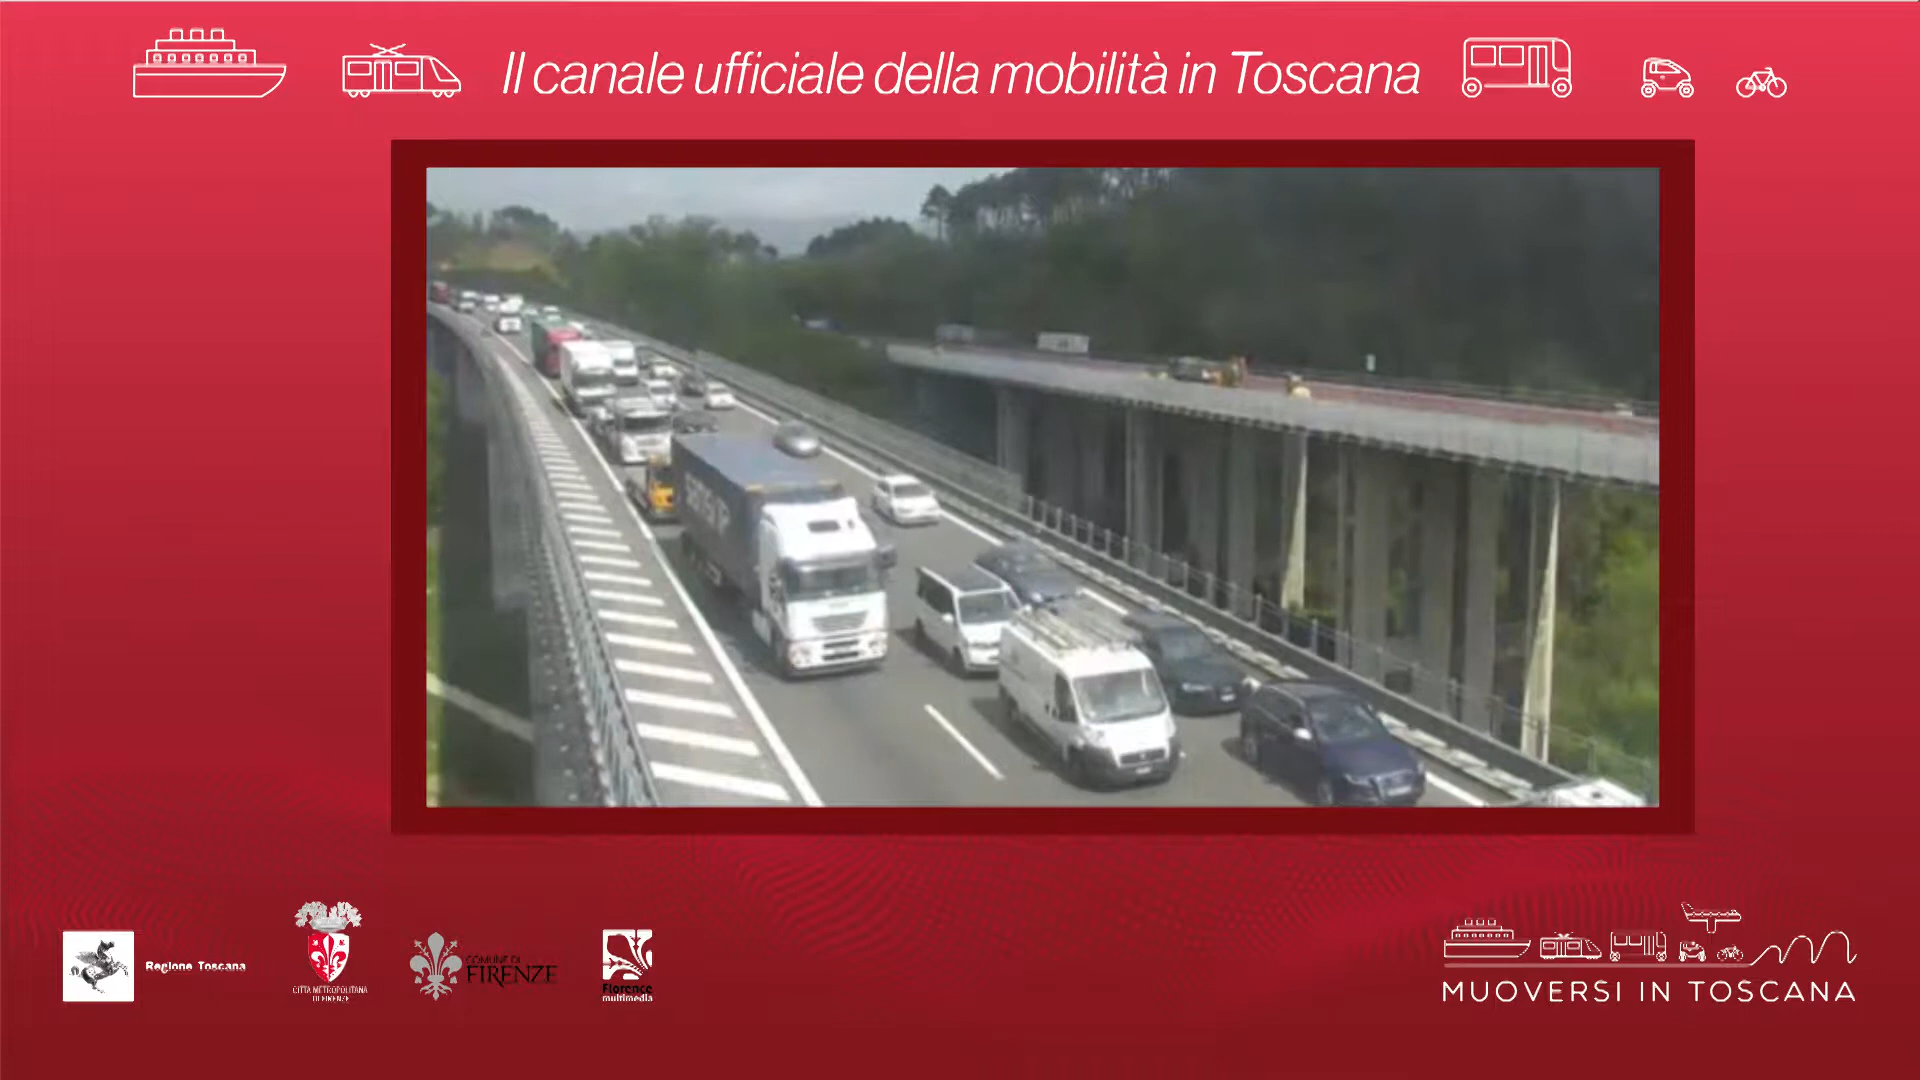 Il canale ufficiale della mobilità in Toscana
Regione Toscana
CITTÀ METROPOLITANA
DI FIRENZE
COMUNE DI
FIRENZE
Florence
multimedia
MUOVERSI IN TOSCANA